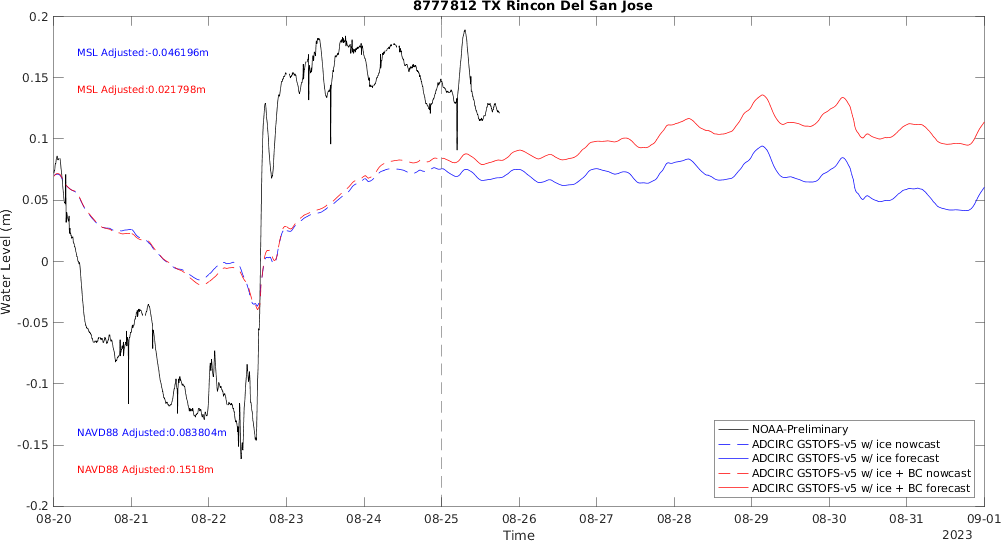 8777812 TX Rincon Del San Jose
MSL Adjusted:-0.046196m
MSL Adjusted:0.021798m
NAVD88 Adjusted:0.083804m
NAVD88 Adjusted:0.1518m
Water Level (m)
0.2
0.15
0.1
0.05
0
-0.05
-0.1
-0.15
-0.2
NOAA-Preliminary
ADCIRC GSTOFS-v5 w/ ice nowcast
ADCIRC GSTOFS-v5 w/ ice forecast
ADCIRC GSTOFS-v5 w/ ice + BC nowcast
ADCIRC GSTOFS-v5 w/ ice + BC forecast
08-20 08-21 08-22 08-23 08-24 08-25 08-26 08-27 08-28 08-29 08-30 08-31 09-01
Time
2023